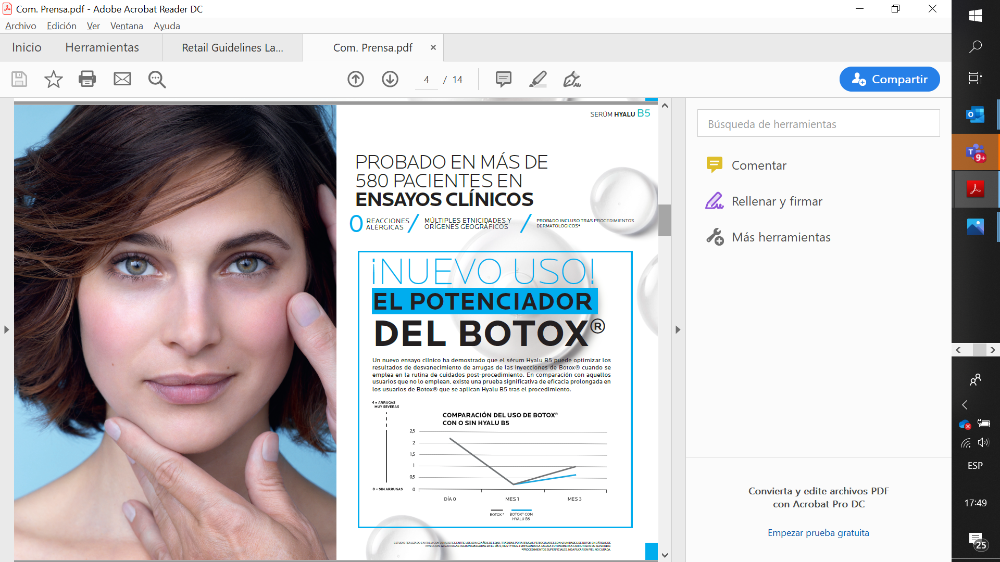 Com. Prensa.pdf - Adobe Acrobat Reader DC
Archivo Edición Ver Ventana Ayuda
Inicio Herramientas Retail Guidelines La... Com. Prensa.pdf
4 / 14
Compartir
SERÚM HYALU B5
PROBADO EN MÁS DE
580 PACIENTES EN
ENSAYOS CLÍNICOS
0 REACCIONES
ALÉRGICAS
MÚLTIPLES ETNICIDADES Y
ORÍGENES GEOGRÁFICOS
PROBADO INCLUSO TRAS PROCEDIMIENTOS
DERMATOLÓGICOS*
¡NUEVO USO!
EL POTENCIADOR
DEL BOTOX®
Un nuevo ensayo clínico ha demostrado que el sérum Hyalu B5 puede optimizar los
resultados de desvanecimiento de arrugas de las inyecciones de Botox® cuando se
emplea en la rutina de cuidados post-procedimiento. En comparación con aquellos
usuarios que no lo emplean, existe una prueba significativa de eficacia prolongada en
los usuarios de Botox® que se aplican Hyalu B5 tras el procedimiento.
4 = ARRUGAS
MUY SEVERAS
COMPARACIÓN DEL USO DE BOTOX®
CON O SIN HYALU B5
2,5
2
1,5
1
0,5
0
0 = SIN ARRUGAS
DÍA 0 MES 1 MES 3
BOTOX ®
BOTOX® CON
HYALU B5
ESTUDIO REALIZADO EN ITALIA CON 20 MUJERES ENTRE LOS 50 A 63 AÑOS DE EDAD, TRATADAS POR ARRUGAS PERIOCULARES CON 12 UNIDADES DE BOTOX EN 3 ÁREAS DE
INYECCION. LAS ARRUGAS FUERON EVALUADAS EN EL DÍA 0, MES 1 Y MES 3 EMPLEANDO LA ESCALA FOTONUMERICA CARRUTHERS DE SEVERIDAD.
*PROCEDIMIENTOS SUPERFICIALES. NO APLICAR EN PIEL NO CURADA.
Búsqueda de herramientas
Comentar
Rellenar y firmar
Más herramientas
Convierta y edite archivos PDF
con Acrobat Pro DC
Empezar prueba gratuita
9+
ESP
17:49
25